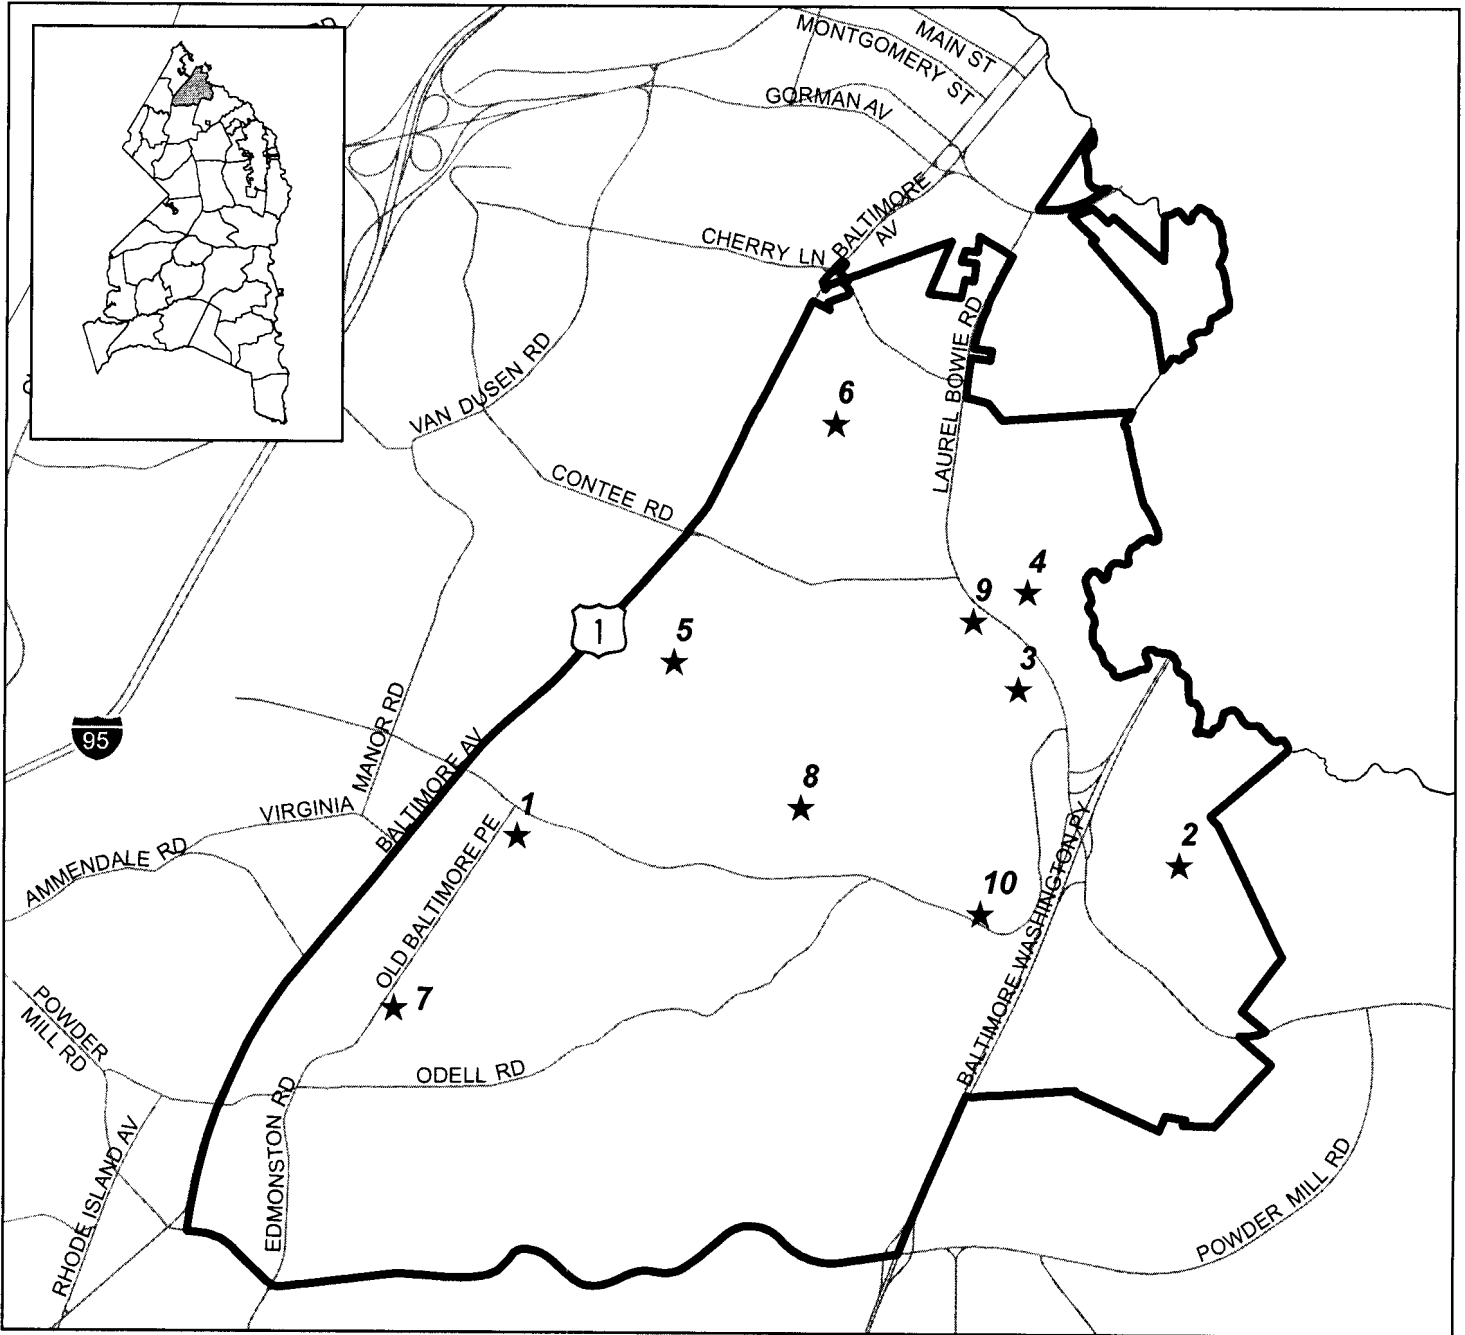 MAIN ST
MONTGOMERY ST
GORMAN AV
BALTIMORE
AV
CHERRY LN
LAUREL BOWIE RD
VAN DUSEN RD
6
CONTEE RD
4
9
1
5
3
MANOR RD
95
BALTIMORE AV
8
VIRGINIA
1
2
AMMENDALE RD
OLD BALTIMORE PE
10
BALTIMORE WASHINGTON PY
7
POWDER
MILL RD
ODELL RD
EDMONSTON RD
RHODE ISLAND AV
POWDER MILL RD